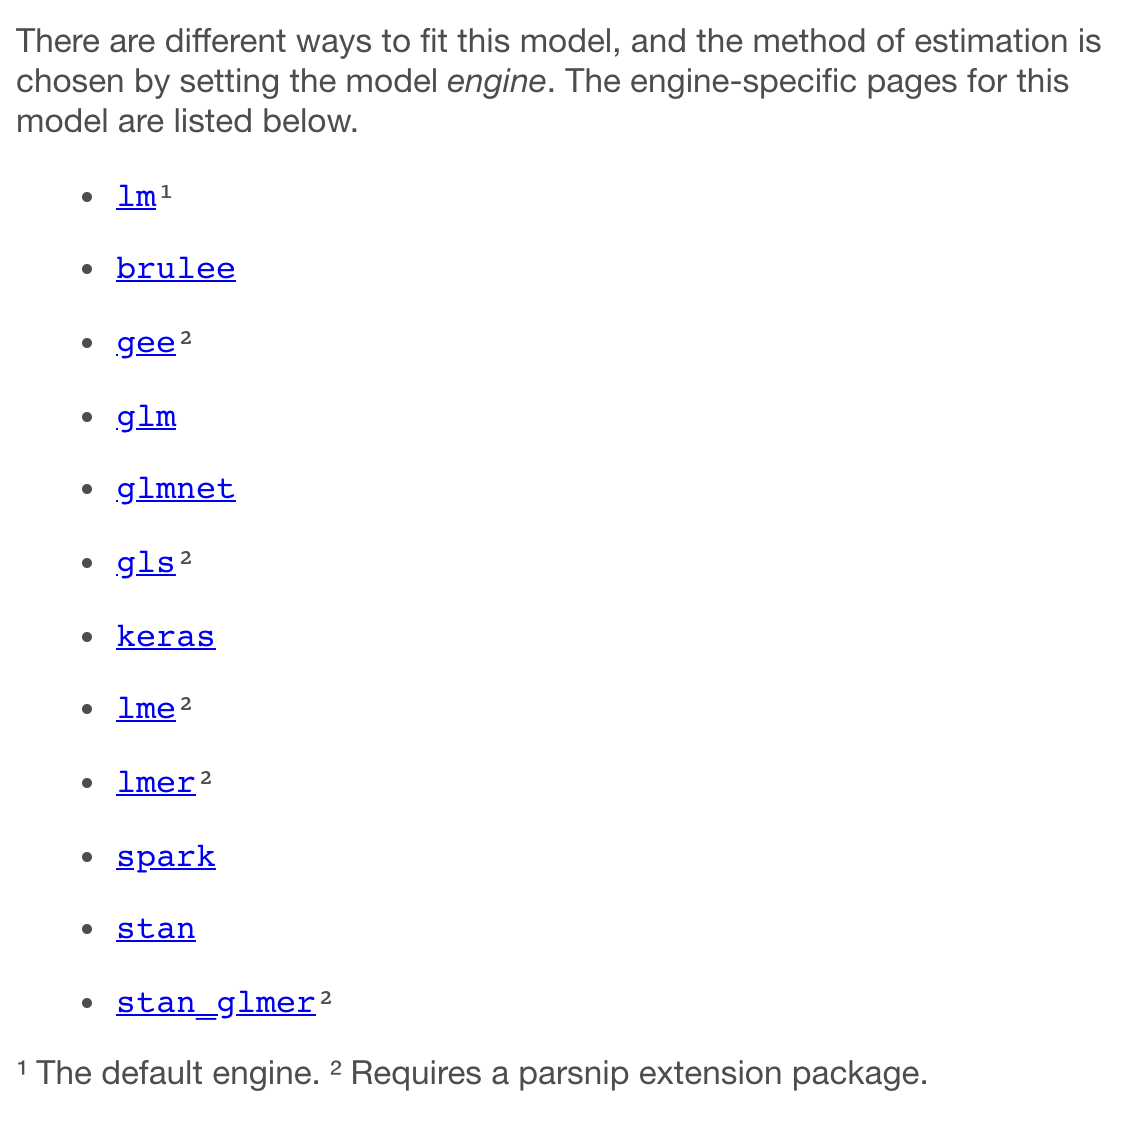 There are different ways to fit this model, and the method of estimation is
chosen by setting the model engine. The engine-specific pages for this
model are listed below.
• lm¹
• brulee
• gee²
• glm
• glmnet
• gls²
• keras
• lme²
• lmer²
• spark
• stan
• stan_glmer²
¹ The default engine. ² Requires a parsnip extension package.